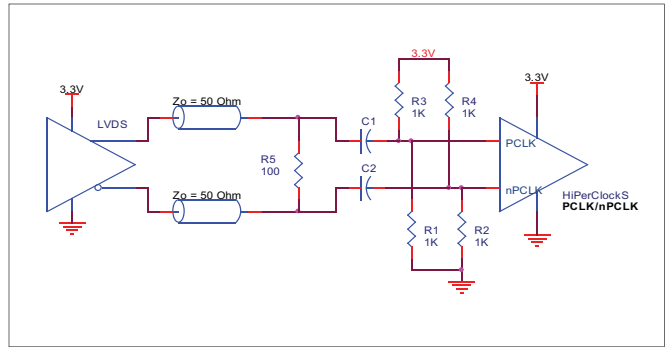 3.3V
3.3V
3.3V
LVDS
Zo = 50 Ohm
R3
1K
R4
1K
C1
PCLK
R5
100
C2
nPCLK
Zo = 50 Ohm
HiPerClockS
PCLK/nPCLK
R1
1K
R2
1K